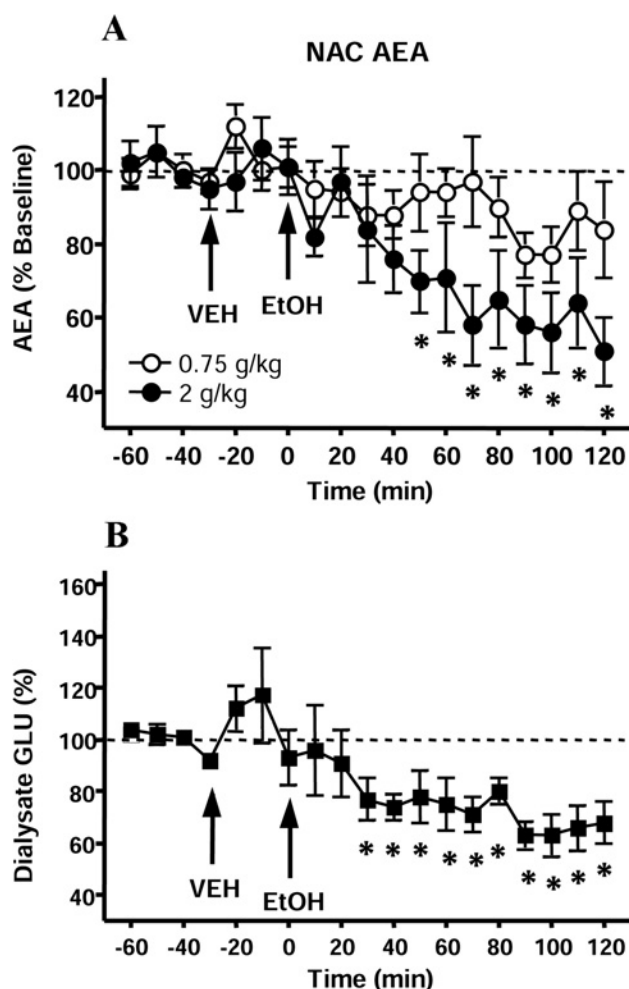 A
NAC AEA
AEA (% Baseline)
120
100
80
60
40
VEH
EtOH
0.75 g/kg
2 g/kg
* * * * * * * *
-60 -40 -20 0 20 40 60 80 100 120
Time (min)
B
Dialysate GLU (%)
160
140
120
100
80
60
40
VEH
EtOH
* * * * * * * * * *
-60 -40 -20 0 20 40 60 80 100 120
Time (min)